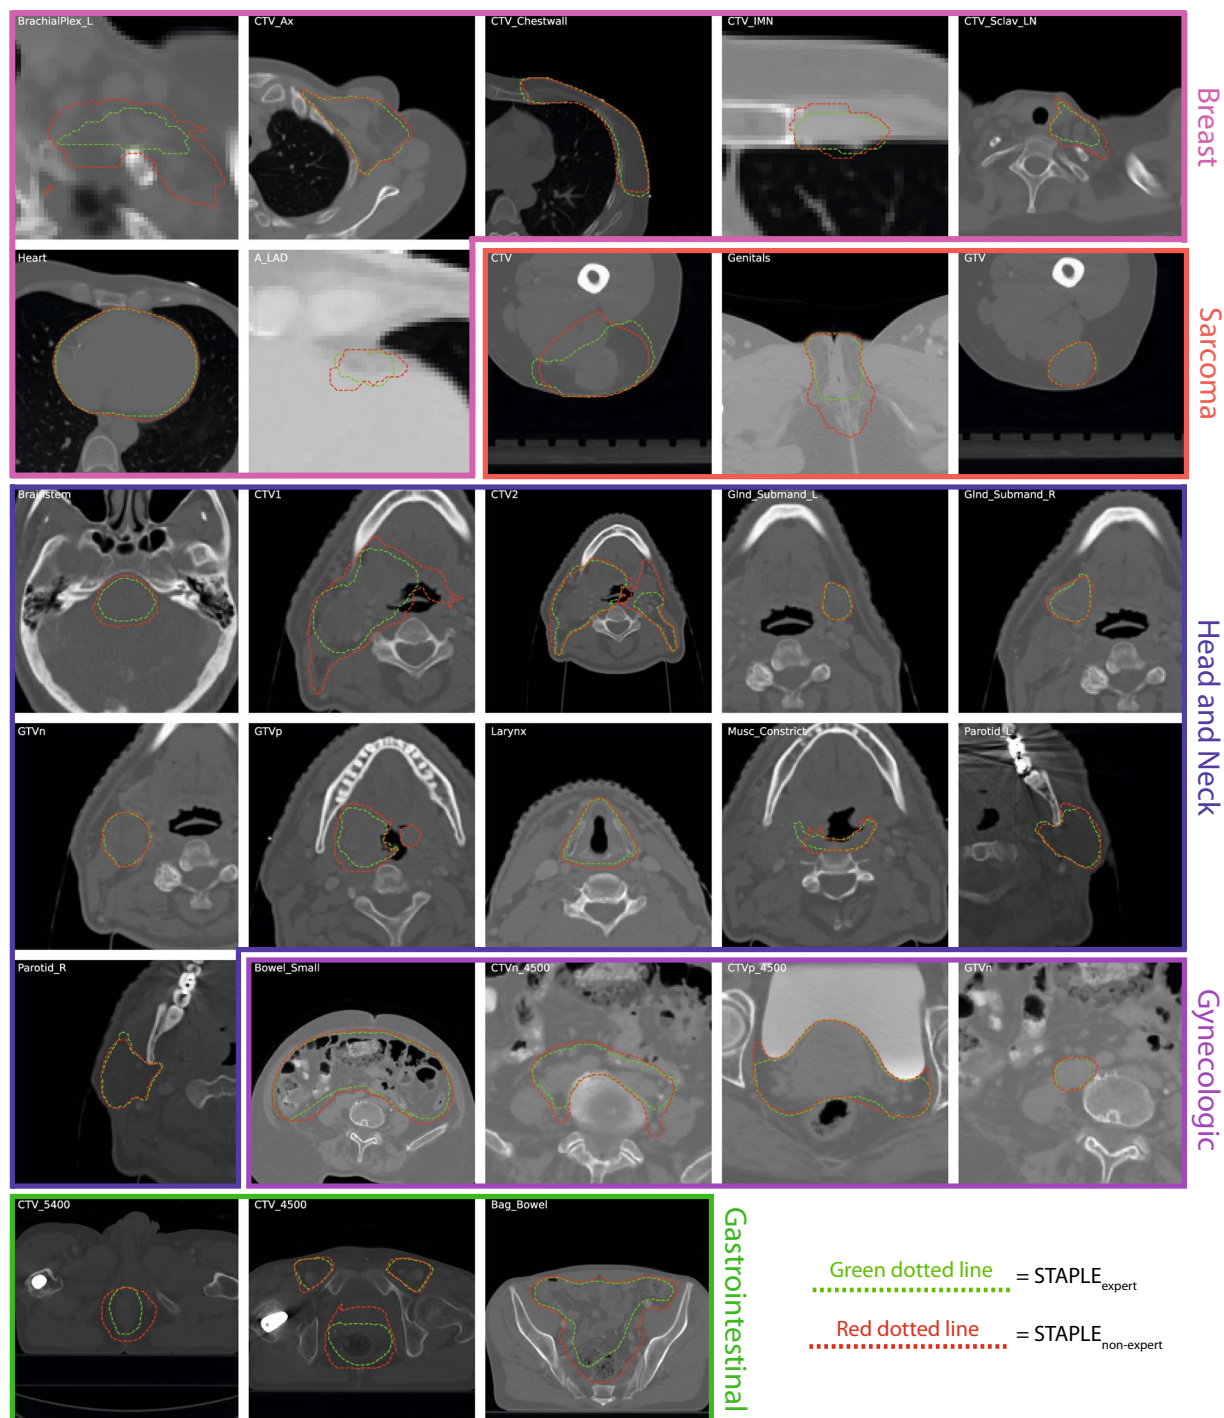 BrachialPlex_L
CTV_Ax
CTV_Chestwall
CTV_IMN
CTV_Sclav_LN
Breast
Heart
A_LAD
CTV
Genitals
GTV
Sarcoma
Brainstem
CTV1
CTV2
Glnd_Submand_L
Glnd_Submand_R
Head and Neck
GTVn
GTVp
Larynx
Musc_Constrict
Parotid_L
Parotid_R
Bowel_Small
CTVn_4500
CTVp_4500
GTVn
Gynecologic
CTV_5400
CTV_4500
Bag_Bowel
Gastrointestinal
Green dotted line = STAPLEexpert
Red dotted line = STAPLEnon-expert